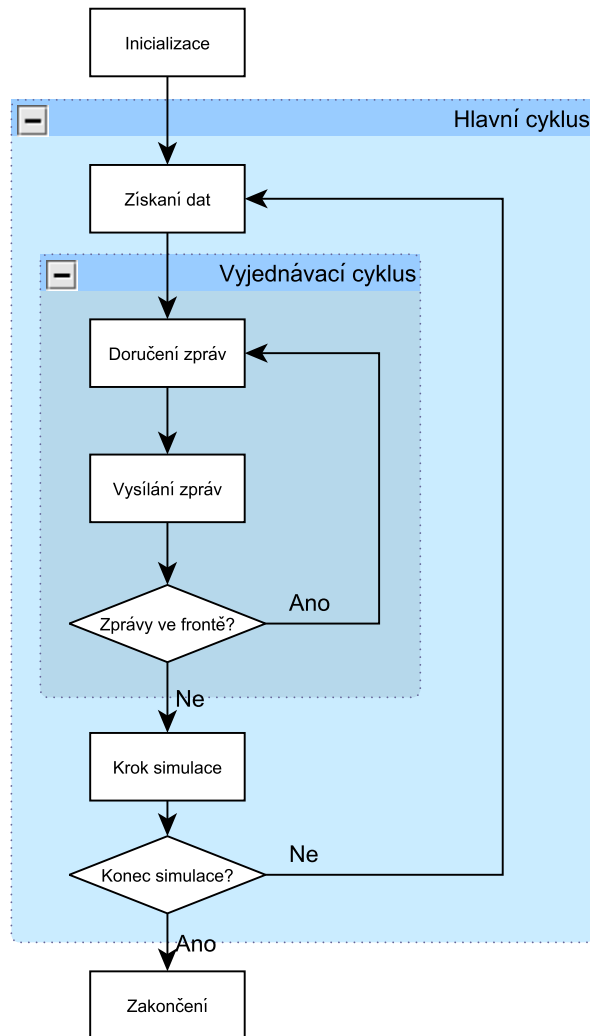 Inicializace
Hlavní cyklus
Získaní dat
Vyjednávací cyklus
Doručení zpráv
Vysílání zpráv
Ano
Zprávy ve frontě?
Ne
Krok simulace
Ne
Konec simulace?
Ano
Zakončení